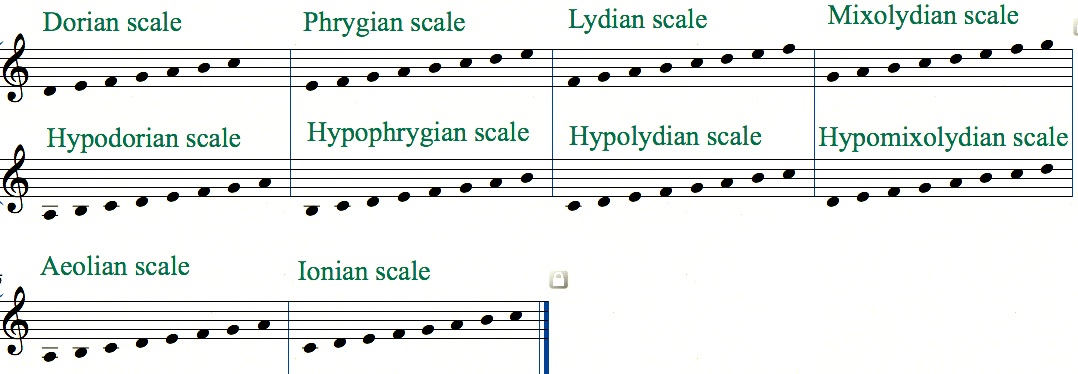 Dorian scale Phrygian scale Lydian scale Mixolydian scale
Hypodorian scale Hypophrygian scale Hypolydian scale Hypomixolydian scale
Aeolian scale Ionian scale